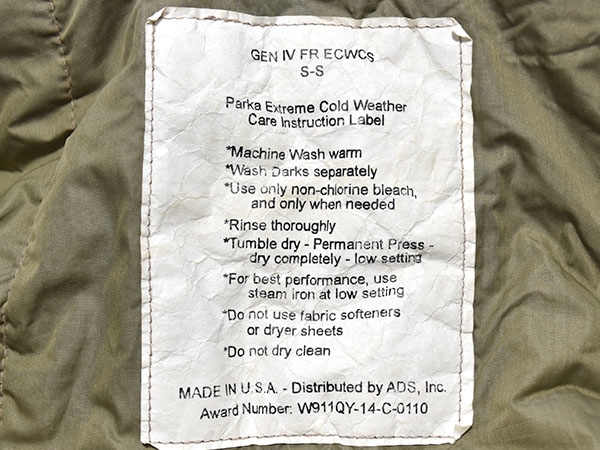 GEN IV FR ECWCS
S-S
Parka Extreme Cold Weather
Care Instruction Label
*Machine Wash warm
*Wash Darks separately
*Use only non-chlorine bleach,
and only when needed
*Rinse thoroughly
*Tumble dry - Permanent Press -
dry completely - low setting
*For best performance, use
steam iron at low setting
*Do not use fabric softeners
or dryer sheets
*Do not dry clean
MADE IN U.S.A. - Distributed by ADS, Inc.
Award Number: W911QY-14-C-0110